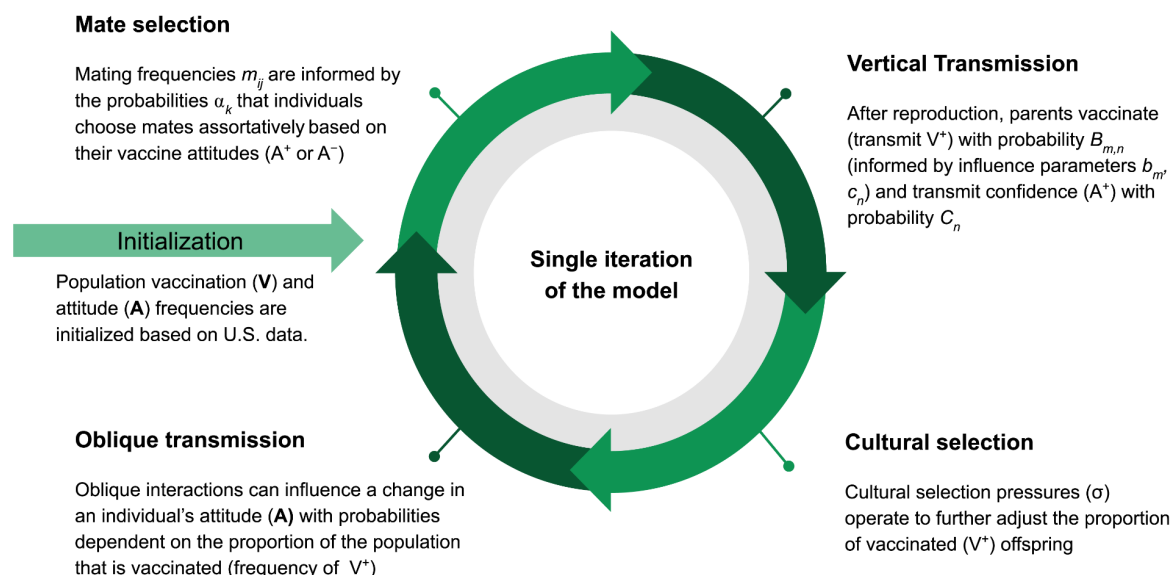 Mate selection
Mating frequencies mᵢⱼ are informed by
the probabilities αₖ that individuals
choose mates assortatively based on
their vaccine attitudes (A⁺ or A⁻)
Initialization
Population vaccination (V) and
attitude (A) frequencies are
initialized based on U.S. data.
Single iteration
of the model
Vertical Transmission
After reproduction, parents vaccinate
(transmit V⁺) with probability Bₘ,ₙ
(informed by influence parameters bₘ,
cₙ) and transmit confidence (A⁺) with
probability Cₙ
Cultural selection
Cultural selection pressures (σ)
operate to further adjust the proportion
of vaccinated (V⁺) offspring
Oblique transmission
Oblique interactions can influence a change in
an individual's attitude (A) with probabilities
dependent on the proportion of the population
that is vaccinated (frequency of V⁺)